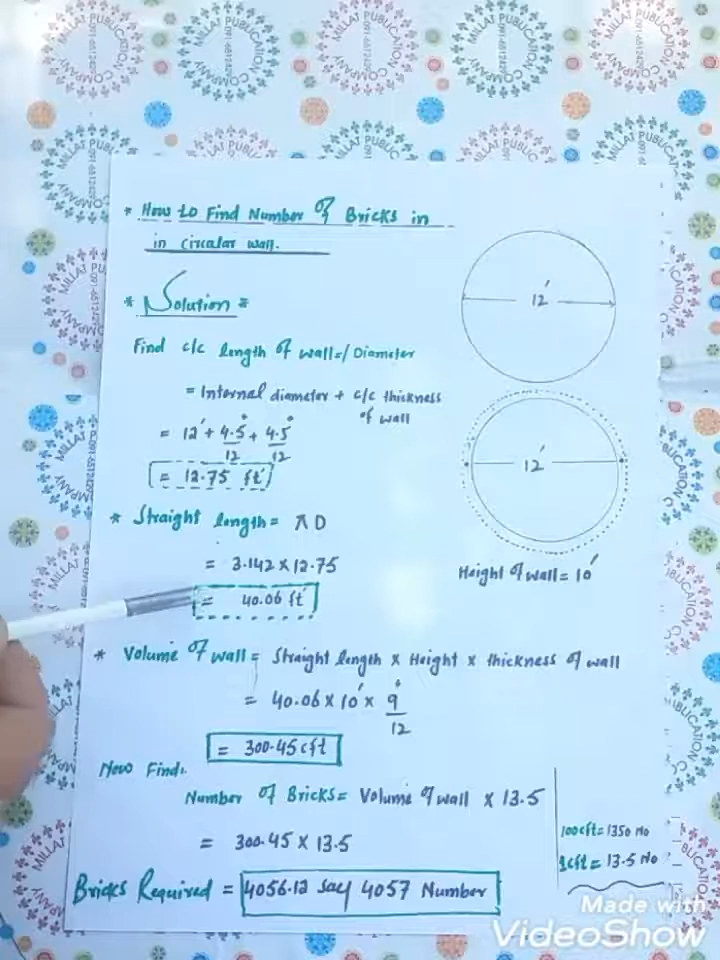 * How to Find Number of Bricks in
in circular wall.
* Solution =
Find c/c length of wall=/Diameter
= Internal diameter + c/c thickness
of wall
= 12' + 4.5" + 4.5"
12 12
= 12.75 ft'
* Straight length = π D
= 3.142 x 12.75
= 40.06 ft'
* Volume of wall = Straight length x Height x thickness of wall
= 40.06 x 10' x 9"
12
= 300.45 cft
Now Find:
Number of Bricks = Volume of wall x 13.5
= 300.45 x 13.5
Bricks Required = 4056.12 say 4057 Number
12'
12'
Height of wall = 10'
100cft = 1350 No
1cft = 13.5 No
MILLAT PUBLICATION
COMPANY
Made with
VideoShow